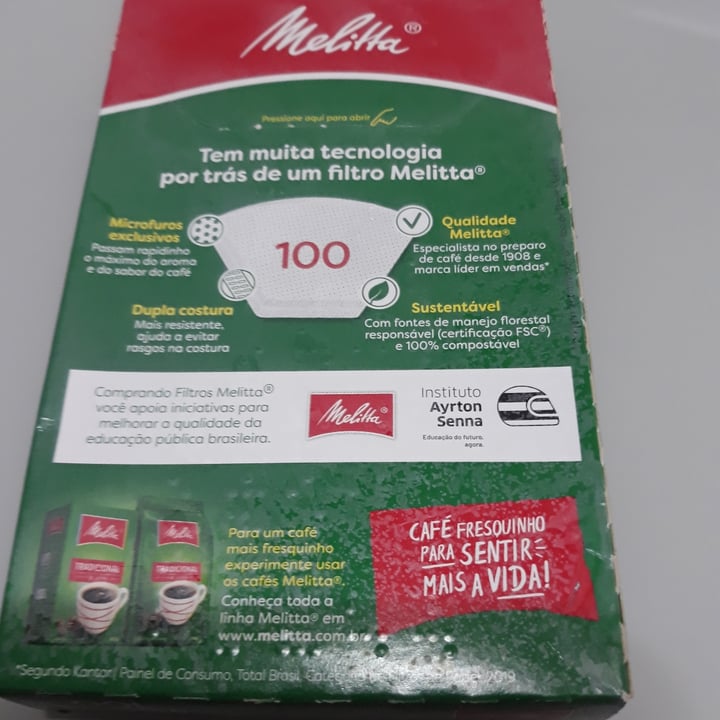 Melitta®
Pressione aqui para abrir
Tem muita tecnologia
por trás de um filtro Melitta®
Microfuros
exclusivos
Passam rapidinho
o máximo do aroma
e do sabor do café
100
Qualidade
Melitta®
Especialista no preparo
de café desde 1908 e
marca líder em vendas*
Dupla costura
Mais resistente,
ajuda a evitar
rasgos na costura
Sustentável
Com fontes de manejo florestal
responsável (certificação FSC®)
e 100% compostável
Comprando Filtros Melitta®
você apoia iniciativas para
melhorar a qualidade da
educação pública brasileira.
Melitta®
Instituto
Ayrton
Senna
Educação do futuro,
agora.
Melitta
TRADICIONAL
Melitta
TRADICIONAL
Para um café
mais fresquinho
experimente usar
os cafés Melitta®.
Conheça toda a
linha Melitta® em
www.melitta.com.br
CAFÉ FRESQUINHO
PARA SENTIR
MAIS A VIDA!
*Segundo Kantar| Painel de Consumo, Total Brasil, 2019